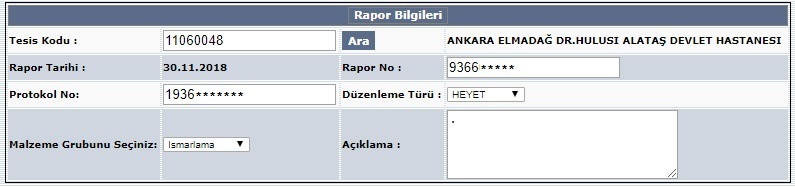 Rapor Bilgileri
Tesis Kodu : 11060048 Ara ANKARA ELMADAĞ DR.HULUSI ALATAŞ DEVLET HASTANESI
Rapor Tarihi : 30.11.2018 Rapor No : 9366*****
Protokol No: 1936******* Düzenleme Türü : HEYET
Malzeme Grubunu Seçiniz: Ismarlama Açıklama : .